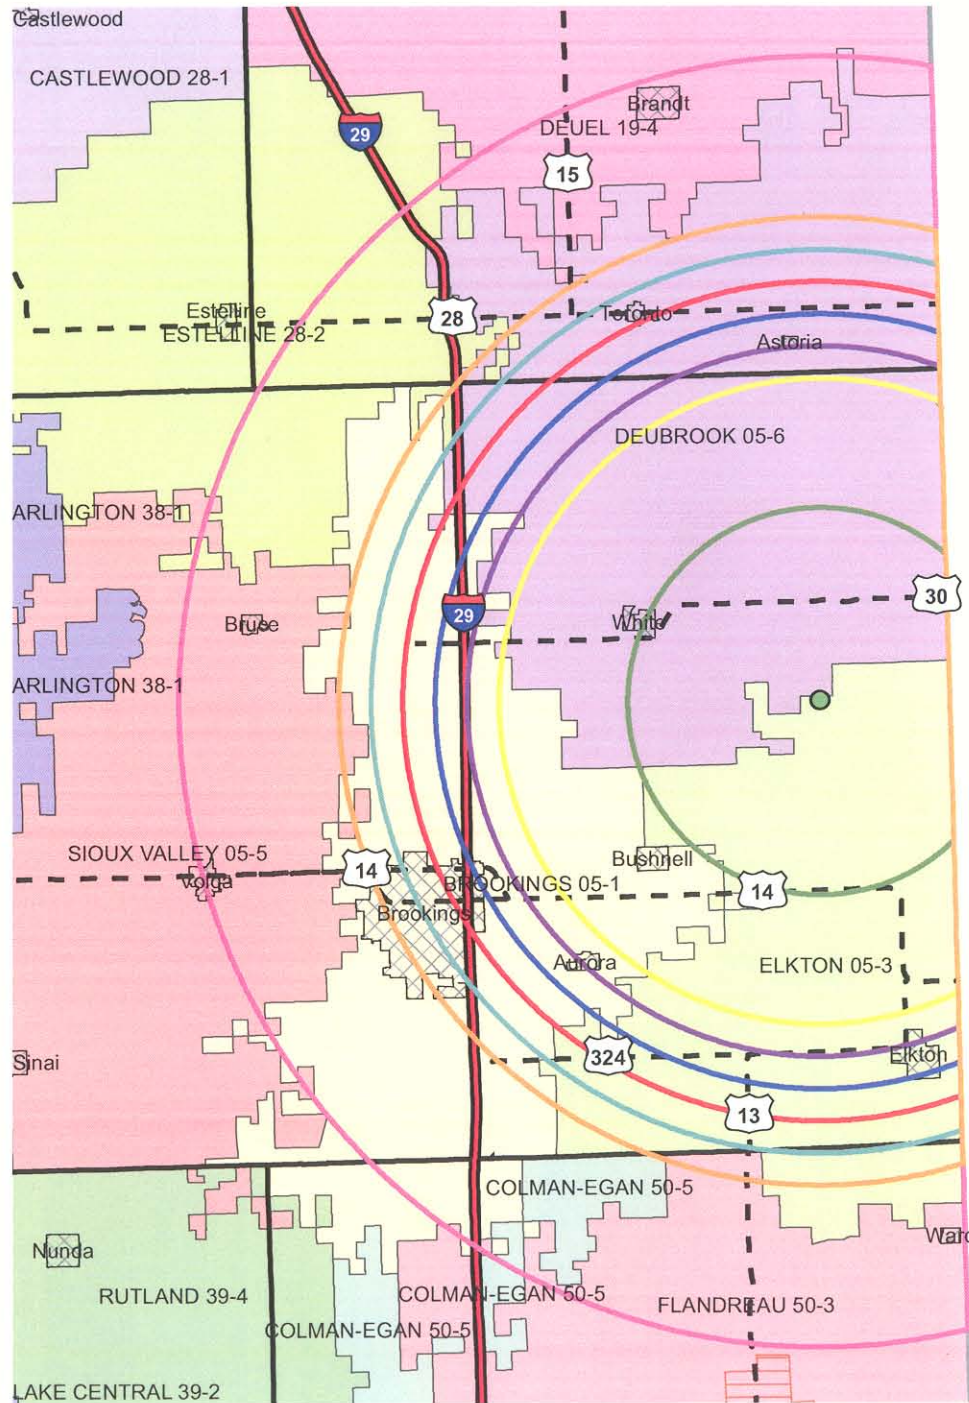 Castlewood
CASTLEWOOD 28-1
Brandt
DEUEL 19-4
29
15
Estelline
ESTELLINE 28-2
28
Toronto
Astoria
DEUBROOK 05-6
ARLINGTON 38-1
30
29
Bruce
White
ARLINGTON 38-1
SIOUX VALLEY 05-5
14
Volga
Bushnell
BROOKINGS 05-1
14
Brookings
Aurora
ELKTON 05-3
Sinai
324
Elkton
13
COLMAN-EGAN 50-5
Nunda
Ward
RUTLAND 39-4
COLMAN-EGAN 50-5
FLANDREAU 50-3
COLMAN-EGAN 50-5
LAKE CENTRAL 39-2